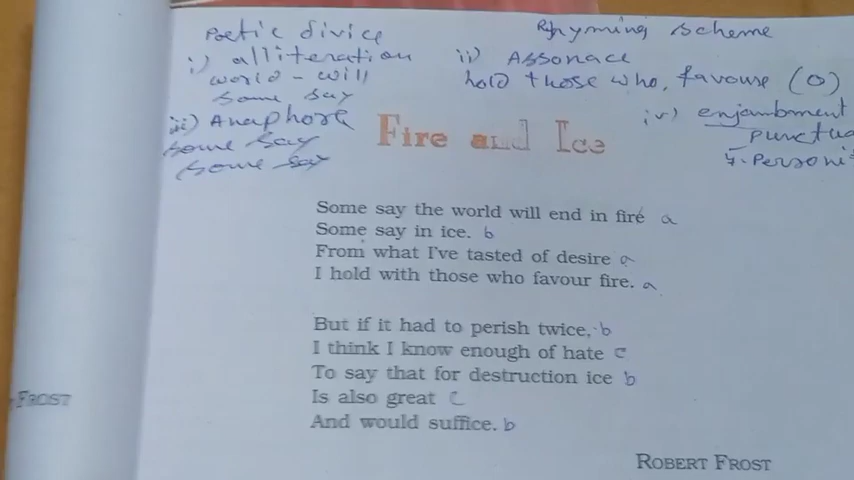 Poetic divice
Rhyming scheme
i) alliteration
world - will
some say
ii) Assonace
hold those who, favouse (o)
iii) Anaphora
some say
some say
iv) enjambment
punctua
4. Personi
Fire and Ice
Some say the world will end in fire a
Some say in ice. b
From what I've tasted of desire a
I hold with those who favour fire. a
But if it had to perish twice, b
I think I know enough of hate c
To say that for destruction ice b
Is also great c
And would suffice. b
ROBERT FROST
FROST